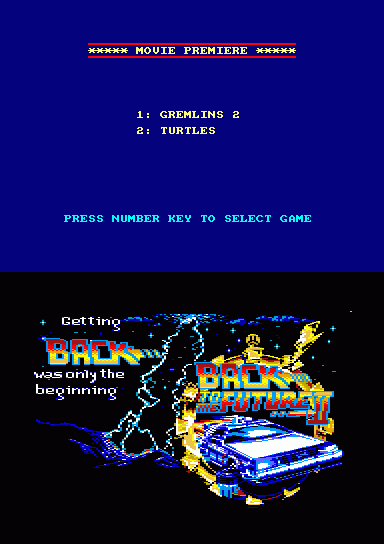 ***** MOVIE PREMIERE *****
1: GREMLINS 2
2: TURTLES
PRESS NUMBER KEY TO SELECT GAME
Getting
BACK
was only the
beginning
BACK
TO
THE FUTURE II